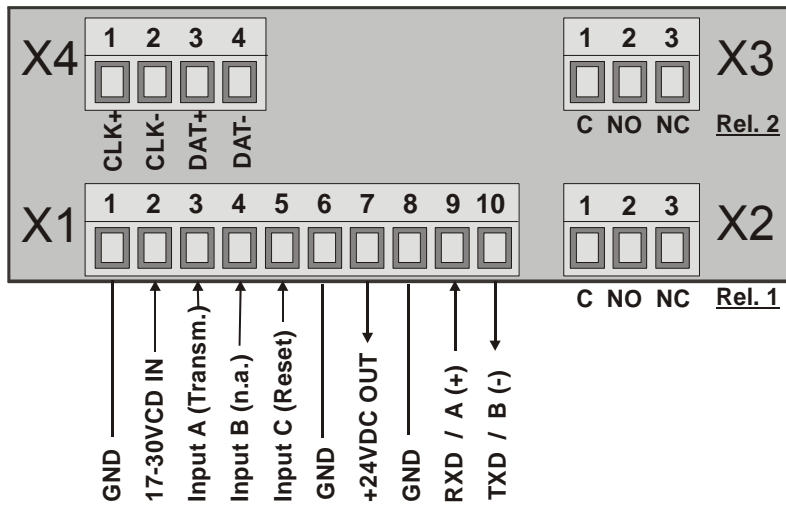 X4
1 2 3 4
CLK+
CLK-
DAT+
DAT-
1 2 3
X3
C NO NC
Rel. 2
X1
1 2 3 4 5 6 7 8 9 10
1 2 3
X2
C NO NC
Rel. 1
GND
17-30VCD IN
Input A (Transm.)
Input B (n.a.)
Input C (Reset)
GND
+24VDC OUT
GND
RXD / A (+)
TXD / B (-)